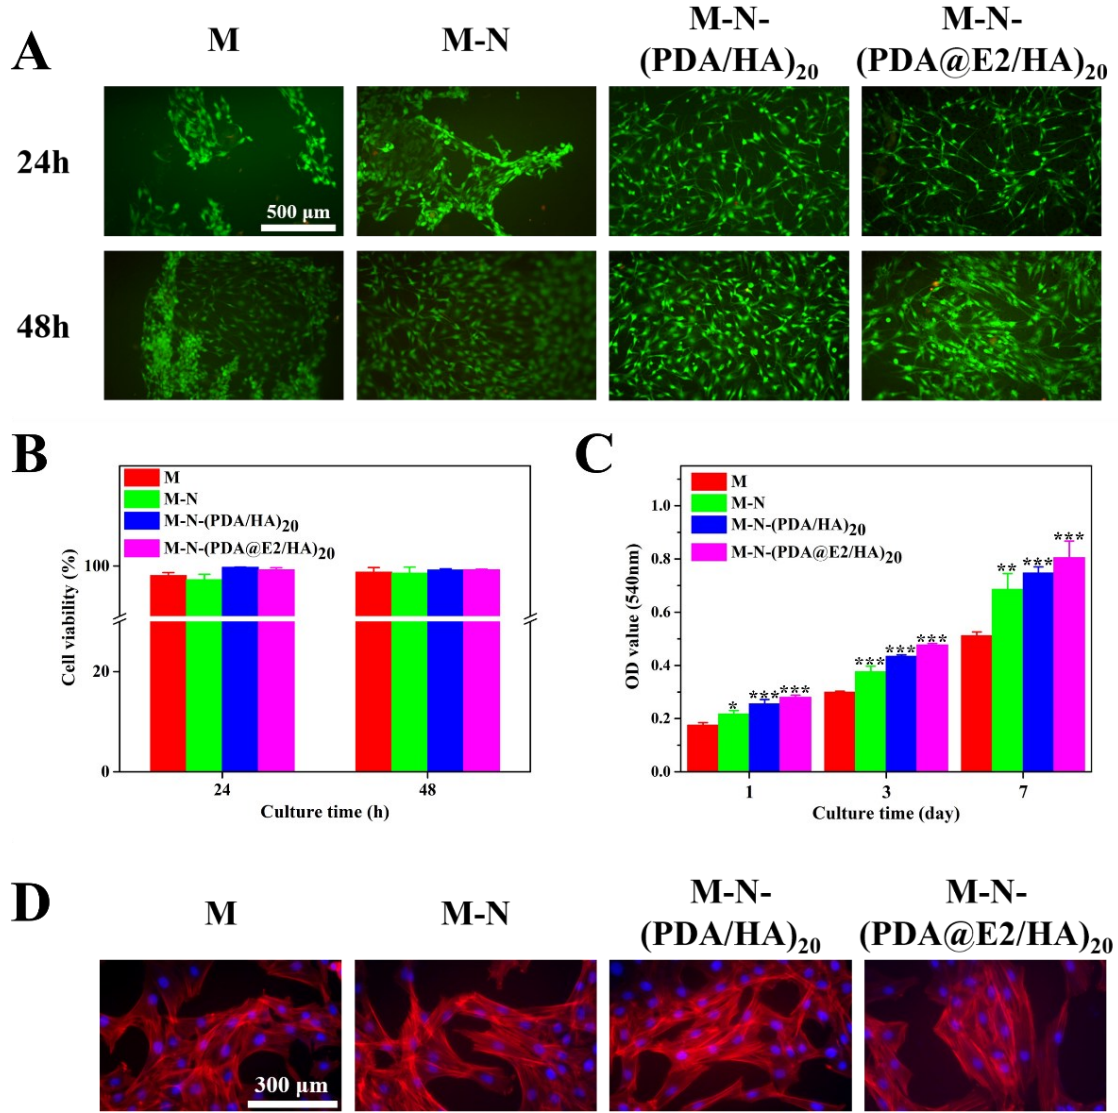 A
M
M-N
M-N-
(PDA/HA)20
M-N-
(PDA@E2/HA)20
24h
500 μm
48h
B
M
M-N
M-N-(PDA/HA)20
M-N-(PDA@E2/HA)20
Cell viability (%)
100
20
0
24
48
Culture time (h)
C
M
M-N
M-N-(PDA/HA)20
M-N-(PDA@E2/HA)20
OD value (540nm)
1.0
0.8
0.6
0.4
0.2
0.0
* *** ***
*** *** ***
** *** ***
1
3
7
Culture time (day)
D
M
M-N
M-N-
(PDA/HA)20
M-N-
(PDA@E2/HA)20
300 μm